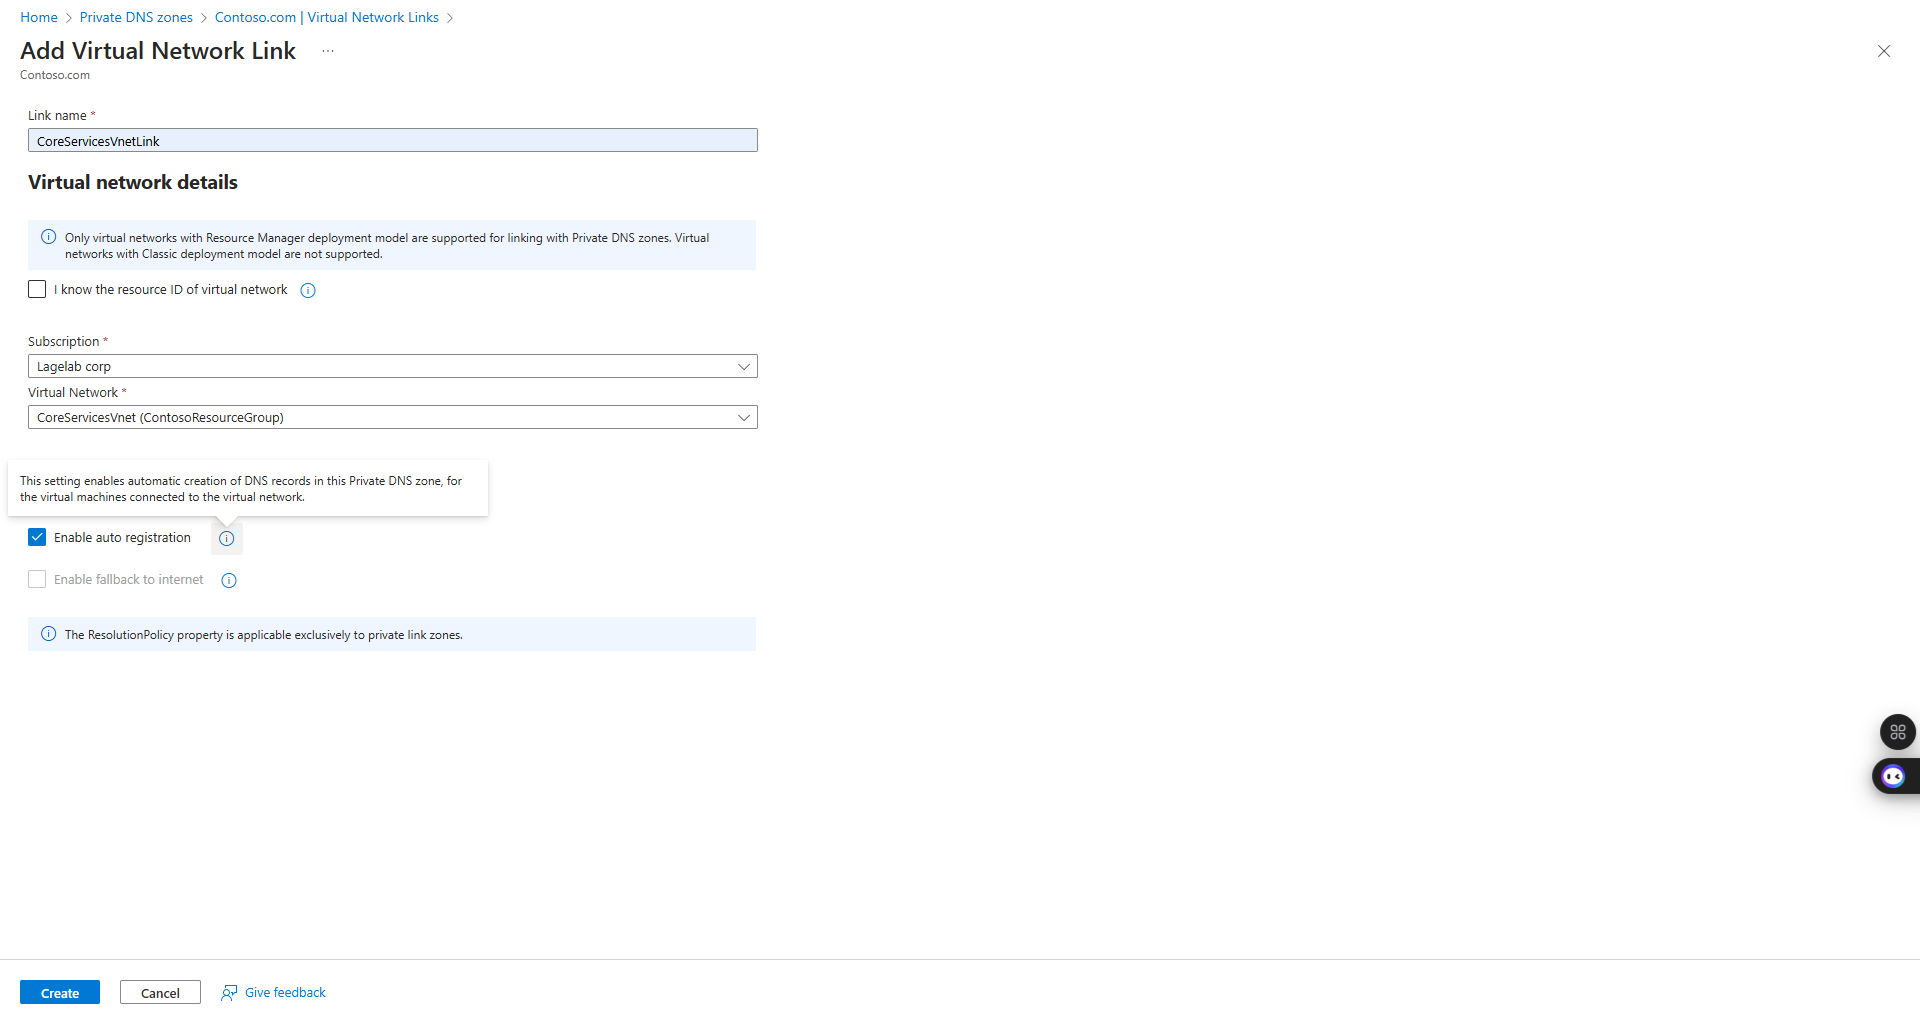 Home > Private DNS zones > Contoso.com | Virtual Network Links >
Add Virtual Network Link ...
Contoso.com
Link name *
CoreServicesVnetLink
Virtual network details
Only virtual networks with Resource Manager deployment model are supported for linking with Private DNS zones. Virtual
networks with Classic deployment model are not supported.
I know the resource ID of virtual network
Subscription *
Lagelab corp
Virtual Network *
CoreServicesVnet (ContosoResourceGroup)
This setting enables automatic creation of DNS records in this Private DNS zone, for
the virtual machines connected to the virtual network.
Enable auto registration
Enable fallback to internet
The ResolutionPolicy property is applicable exclusively to private link zones.
Create Cancel Give feedback